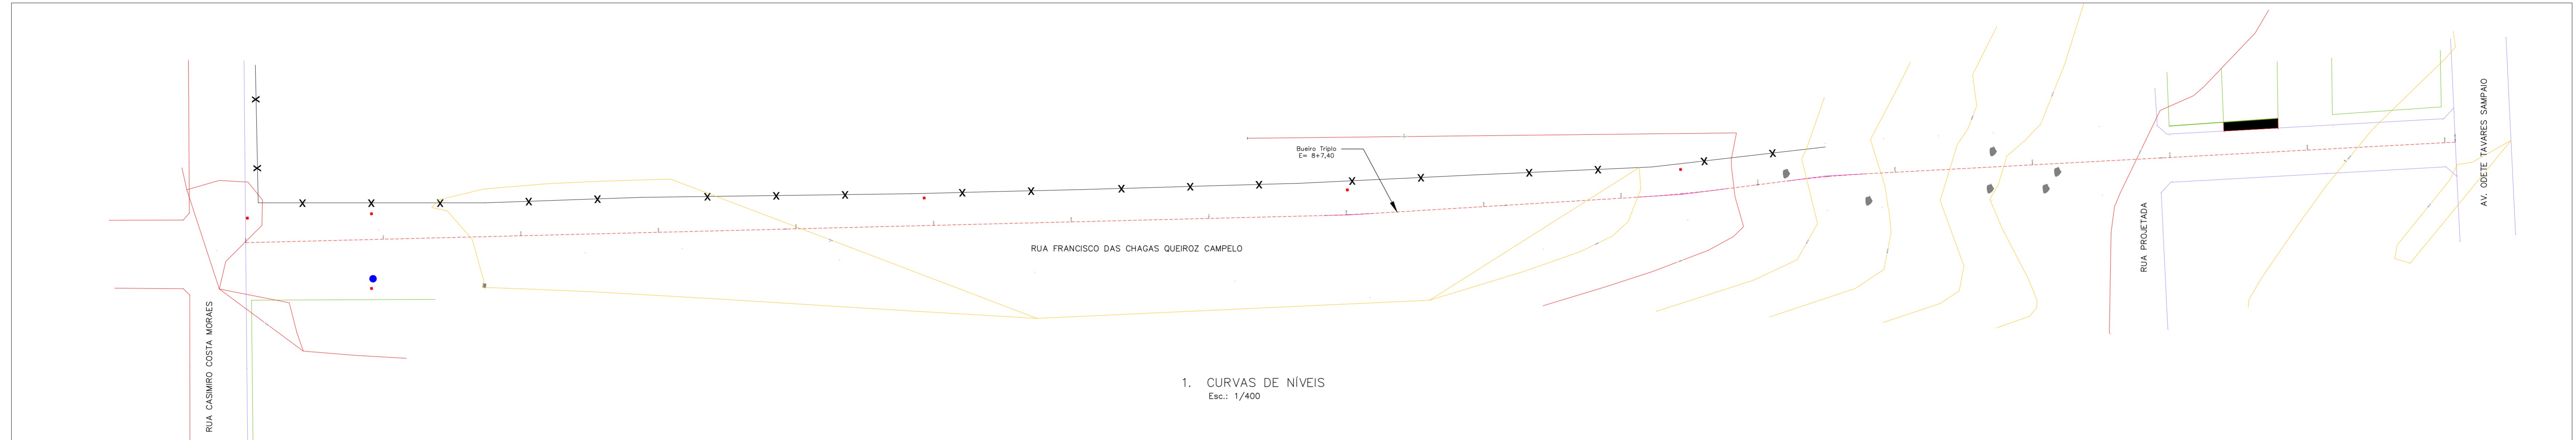 RUA CASIMIRO COSTA MORAES
Bueiro Triplo
E= 8+7,40
RUA FRANCISCO DAS CHAGAS QUEIROZ CAMPELO
RUA PROJETADA
AV. ODETE TAVARES SAMPAIO
1. CURVAS DE NÍVEIS
Esc.: 1/400